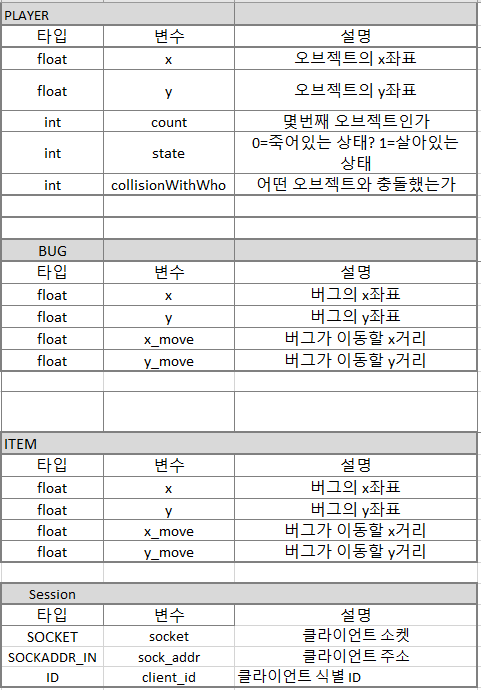 PLAYER
타입 변수 설명
float x 오브젝트의 x좌표
float y 오브젝트의 y좌표
int count 몇번째 오브젝트인가
int state 0=죽어있는 상태? 1=살아있는
상태
int collisionWithWho 어떤 오브젝트와 충돌했는가
BUG
타입 변수 설명
float x 버그의 x좌표
float y 버그의 y좌표
float x_move 버그가 이동할 x거리
float y_move 버그가 이동할 y거리
ITEM
타입 변수 설명
float x 버그의 x좌표
float y 버그의 y좌표
float x_move 버그가 이동할 x거리
float y_move 버그가 이동할 y거리
Session
타입 변수 설명
SOCKET socket 클라이언트 소켓
SOCKADDR_IN sock_addr 클라이언트 주소
ID client_id 클라이언트 식별 ID